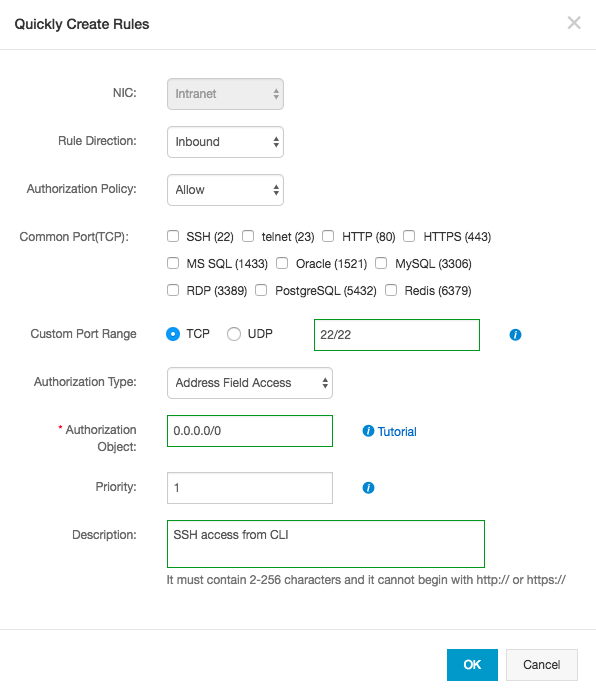 Quickly Create Rules
NIC: Intranet
Rule Direction: Inbound
Authorization Policy: Allow
Common Port(TCP): SSH (22) telnet (23) HTTP (80) HTTPS (443)
MS SQL (1433) Oracle (1521) MySQL (3306)
RDP (3389) PostgreSQL (5432) Redis (6379)
Custom Port Range TCP UDP 22/22
Authorization Type: Address Field Access
* Authorization Object: 0.0.0.0/0 Tutorial
Priority: 1
Description: SSH access from CLI
It must contain 2-256 characters and it cannot begin with http:// or https://
OK Cancel